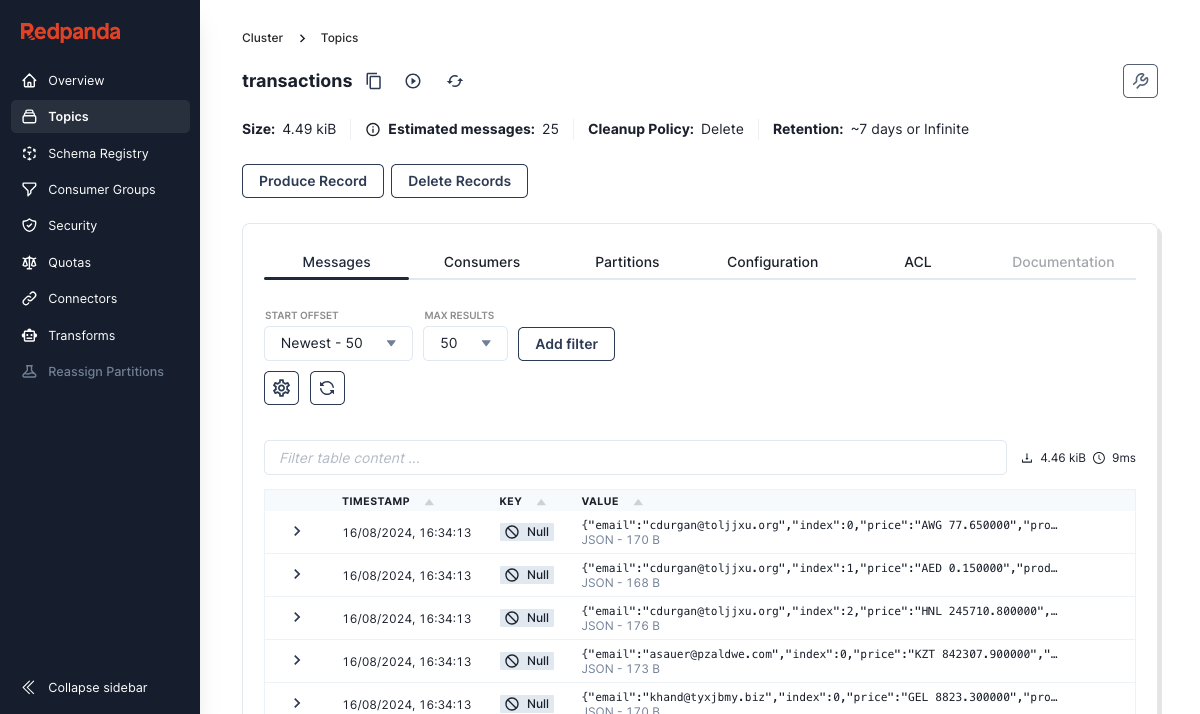 Redpanda
Overview
Topics
Schema Registry
Consumer Groups
Security
Quotas
Connectors
Transforms
Reassign Partitions
Collapse sidebar
Cluster > Topics
transactions
Size: 4.49 kiB Estimated messages: 25 Cleanup Policy: Delete Retention: ~7 days or Infinite
Produce Record Delete Records
Messages Consumers Partitions Configuration ACL Documentation
START OFFSET MAX RESULTS
Newest - 50 50 Add filter
Filter table content ... 4.46 kiB 9ms
TIMESTAMP KEY VALUE
16/08/2024, 16:34:13 Null {"email":"cdurgan@toljjxu.org","index":0,"price":"AWG 77.650000","pro…
JSON - 170 B
16/08/2024, 16:34:13 Null {"email":"cdurgan@toljjxu.org","index":1,"price":"AED 0.150000","prod…
JSON - 168 B
16/08/2024, 16:34:13 Null {"email":"cdurgan@toljjxu.org","index":2,"price":"HNL 245710.800000",…
JSON - 176 B
16/08/2024, 16:34:13 Null {"email":"asauer@pzaldwe.com","index":0,"price":"KZT 842307.900000","…
JSON - 173 B
16/08/2024, 16:34:13 Null {"email":"khand@tyxjbmy.biz","index":0,"price":"GEL 8823.300000","pro…
JSON - 170 B